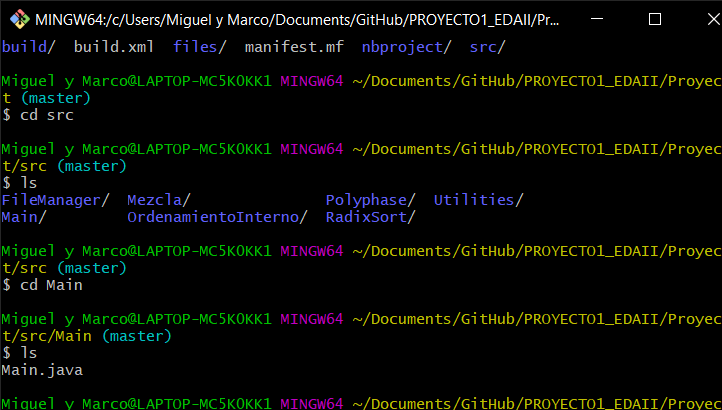 MINGW64:/c/Users/Miguel y Marco/Documents/GitHub/PROYECTO1_EDAII/Pr...
build/  build.xml  files/  manifest.mf  nbproject/  src/
Miguel y Marco@LAPTOP-MC5K0KK1 MINGW64 ~/Documents/GitHub/PROYECTO1_EDAII/Proyec
t (master)
$ cd src
Miguel y Marco@LAPTOP-MC5K0KK1 MINGW64 ~/Documents/GitHub/PROYECTO1_EDAII/Proyec
t/src (master)
$ ls
FileManager/  Mezcla/               Polyphase/  Utilities/
Main/         OrdenamientoInterno/  RadixSort/
Miguel y Marco@LAPTOP-MC5K0KK1 MINGW64 ~/Documents/GitHub/PROYECTO1_EDAII/Proyec
t/src (master)
$ cd Main
Miguel y Marco@LAPTOP-MC5K0KK1 MINGW64 ~/Documents/GitHub/PROYECTO1_EDAII/Proyec
t/src/Main (master)
$ ls
Main.java
Miguel y Marco@LAPTOP-MC5K0KK1 MINGW64 ~/Documents/GitHub/PROYECTO1_EDAII/Proyec